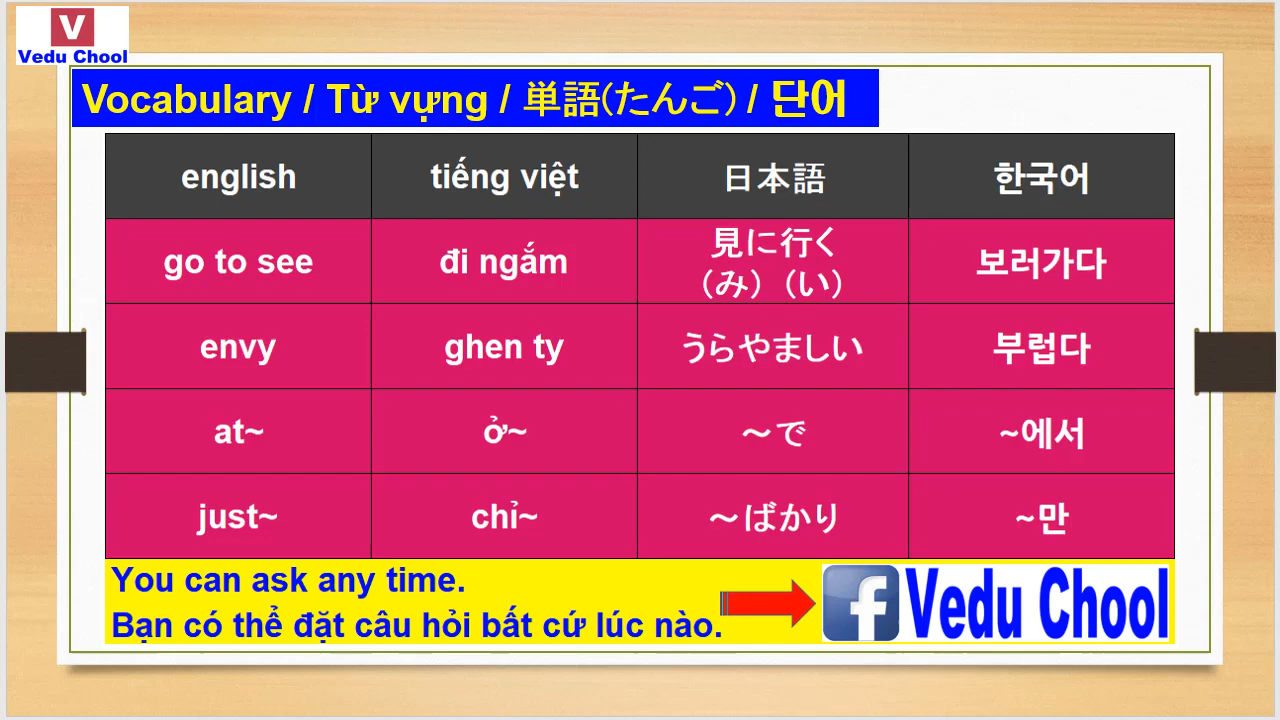 V
Vedu Chool
Vocabulary / Từ vựng / 単語(たんご) / 단어
english
tiếng việt
日本語
한국어
go to see
đi ngắm
見に行く
（み）（い）
보러가다
envy
ghen ty
うらやましい
부럽다
at~
ở~
～で
~에서
just~
chỉ~
～ばかり
~만
You can ask any time.
Bạn có thể đặt câu hỏi bất cứ lúc nào.
f Vedu Chool